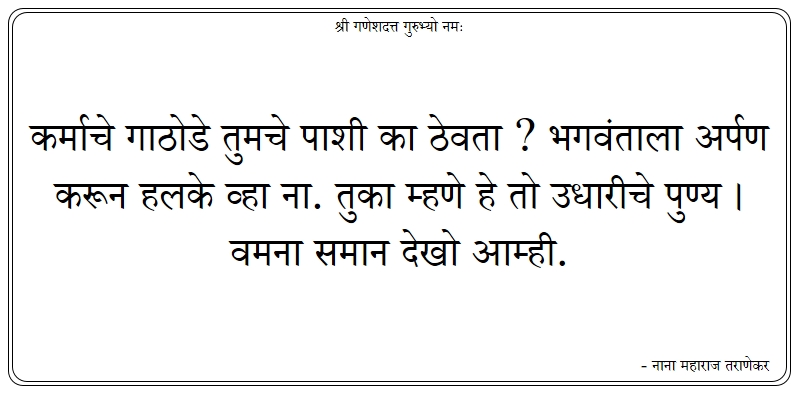 श्री गणेशदत्त गुरुभ्यो नमः
कर्माचे गाठोडे तुमचे पाशी का ठेवता ? भगवंताला अर्पण
करून हलके व्हा ना. तुका म्हणे हे तो उधारीचे पुण्य ।
वमना समान देखो आम्ही.
- नाना महाराज तराणेकर